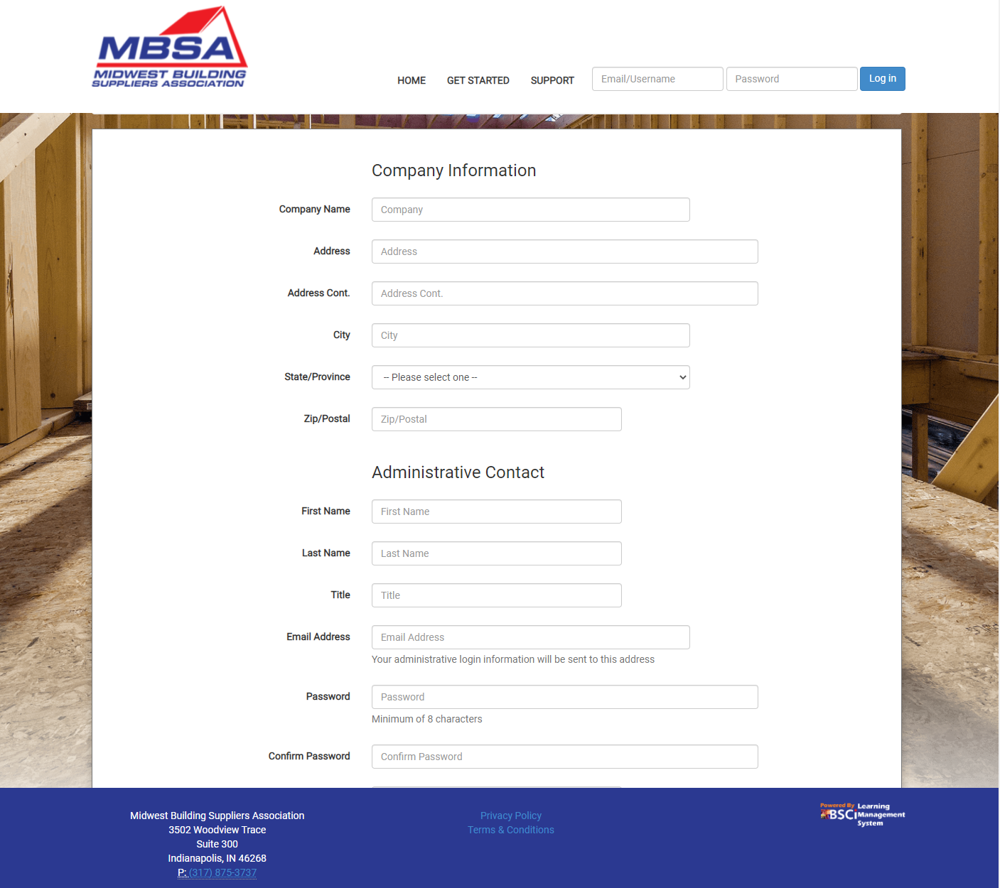 MBSA
MIDWEST BUILDING
SUPPLIERS ASSOCIATION
HOME GET STARTED SUPPORT Email/Username Password Log in
Company Information
Company Name Company
Address Address
Address Cont. Address Cont.
City City
State/Province -- Please select one --
Zip/Postal Zip/Postal
Administrative Contact
First Name First Name
Last Name Last Name
Title Title
Email Address Email Address
Your administrative login information will be sent to this address
Password Password
Minimum of 8 characters
Confirm Password Confirm Password
Midwest Building Suppliers Association
3502 Woodview Trace
Suite 300
Indianapolis, IN 46268
P: (317) 875-3737
Privacy Policy
Terms & Conditions
Powered By Learning
BSCi Management
System